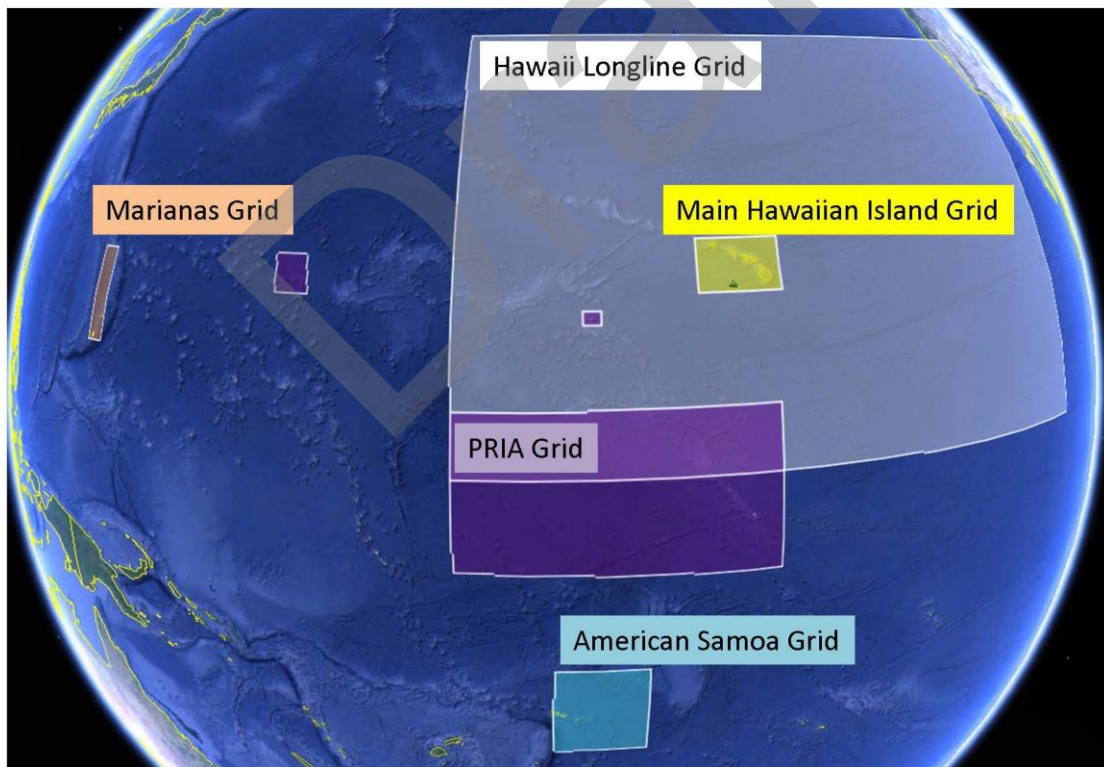 Hawaii Longline Grid
Marianas Grid
Main Hawaiian Island Grid
PRIA Grid
American Samoa Grid